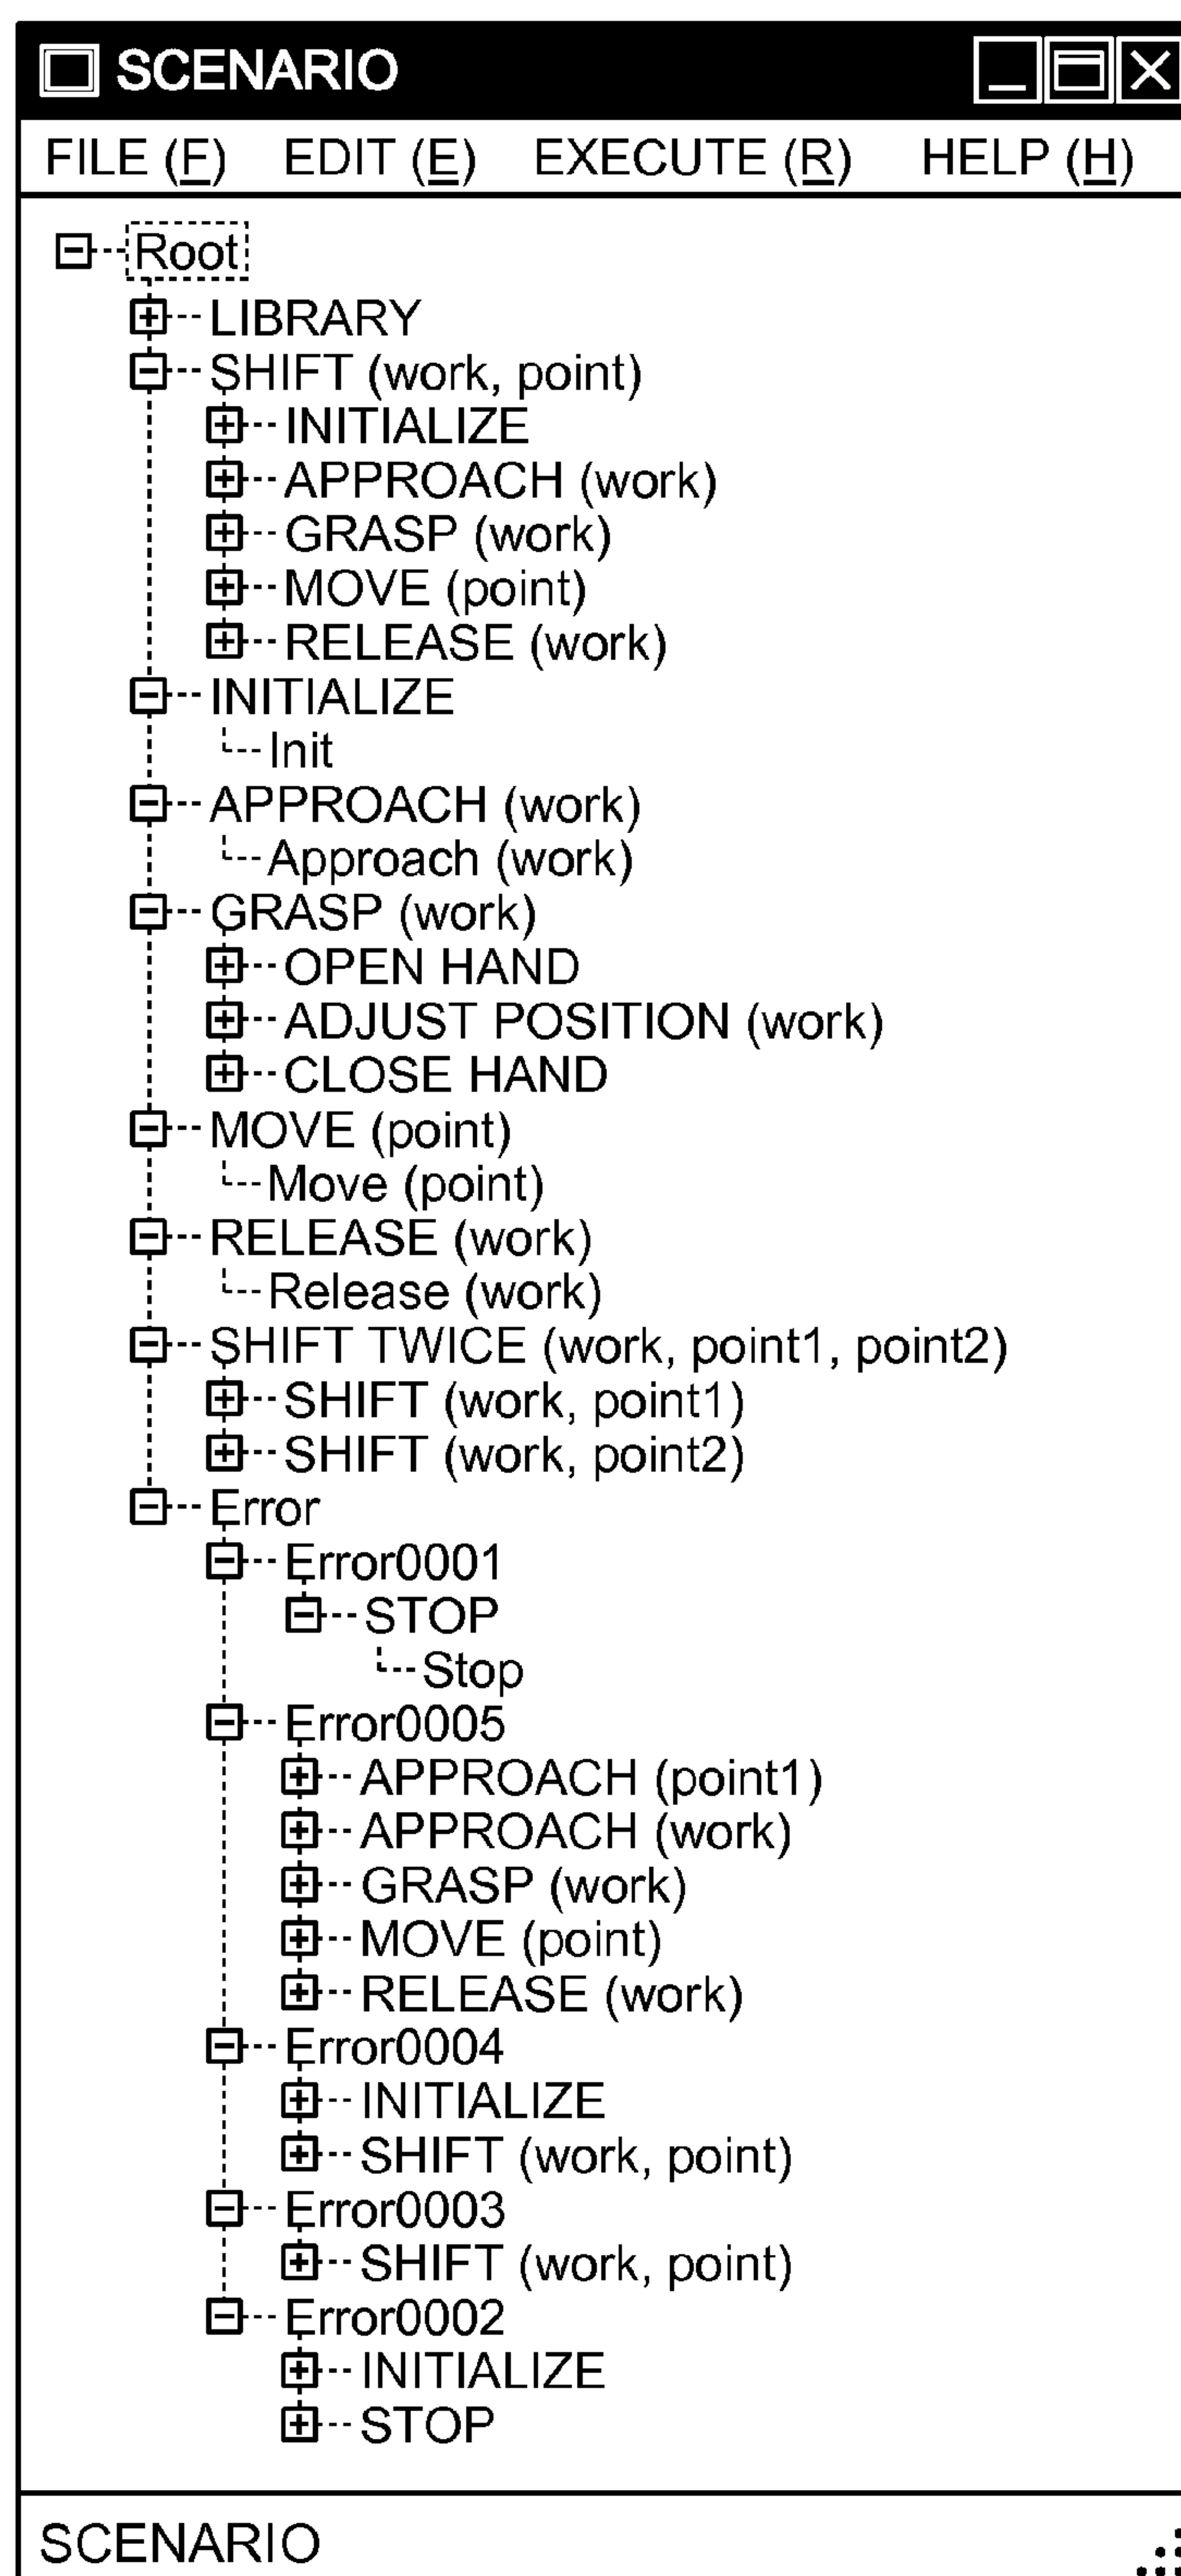 SCENARIO
FILE (F) EDIT (E) EXECUTE (R) HELP (H)
Root
LIBRARY
SHIFT (work, point)
INITIALIZE
APPROACH (work)
GRASP (work)
MOVE (point)
RELEASE (work)
INITIALIZE
Init
APPROACH (work)
Approach (work)
GRASP (work)
OPEN HAND
ADJUST POSITION (work)
CLOSE HAND
MOVE (point)
Move (point)
RELEASE (work)
Release (work)
SHIFT TWICE (work, point1, point2)
SHIFT (work, point1)
SHIFT (work, point2)
Error
Error0001
STOP
Stop
Error0005
APPROACH (point1)
APPROACH (work)
GRASP (work)
MOVE (point)
RELEASE (work)
Error0004
INITIALIZE
SHIFT (work, point)
Error0003
SHIFT (work, point)
Error0002
INITIALIZE
STOP
SCENARIO